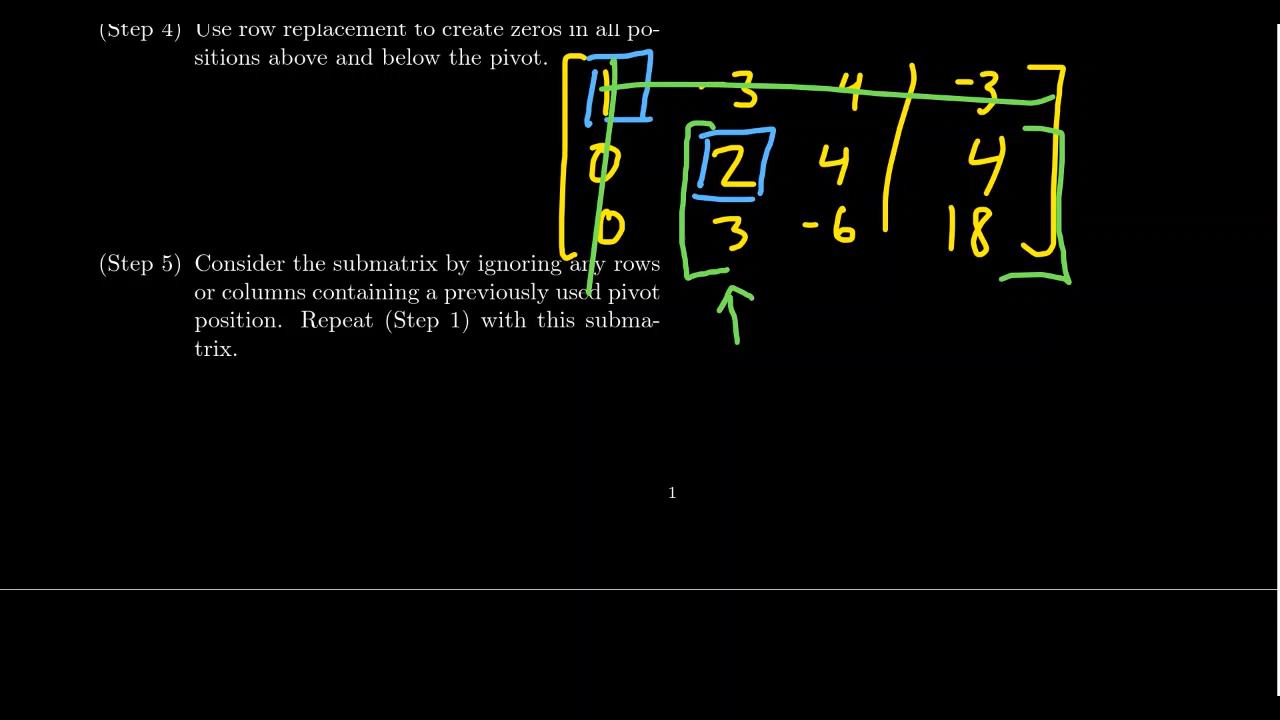 (Step 4) Use row replacement to create zeros in all po-
sitions above and below the pivot.
1 -3 4 | -3
0 2 4 | 4
0 3 -6 | 18
(Step 5) Consider the submatrix by ignoring any rows
or columns containing a previously used pivot
position. Repeat (Step 1) with this subma-
trix.
1